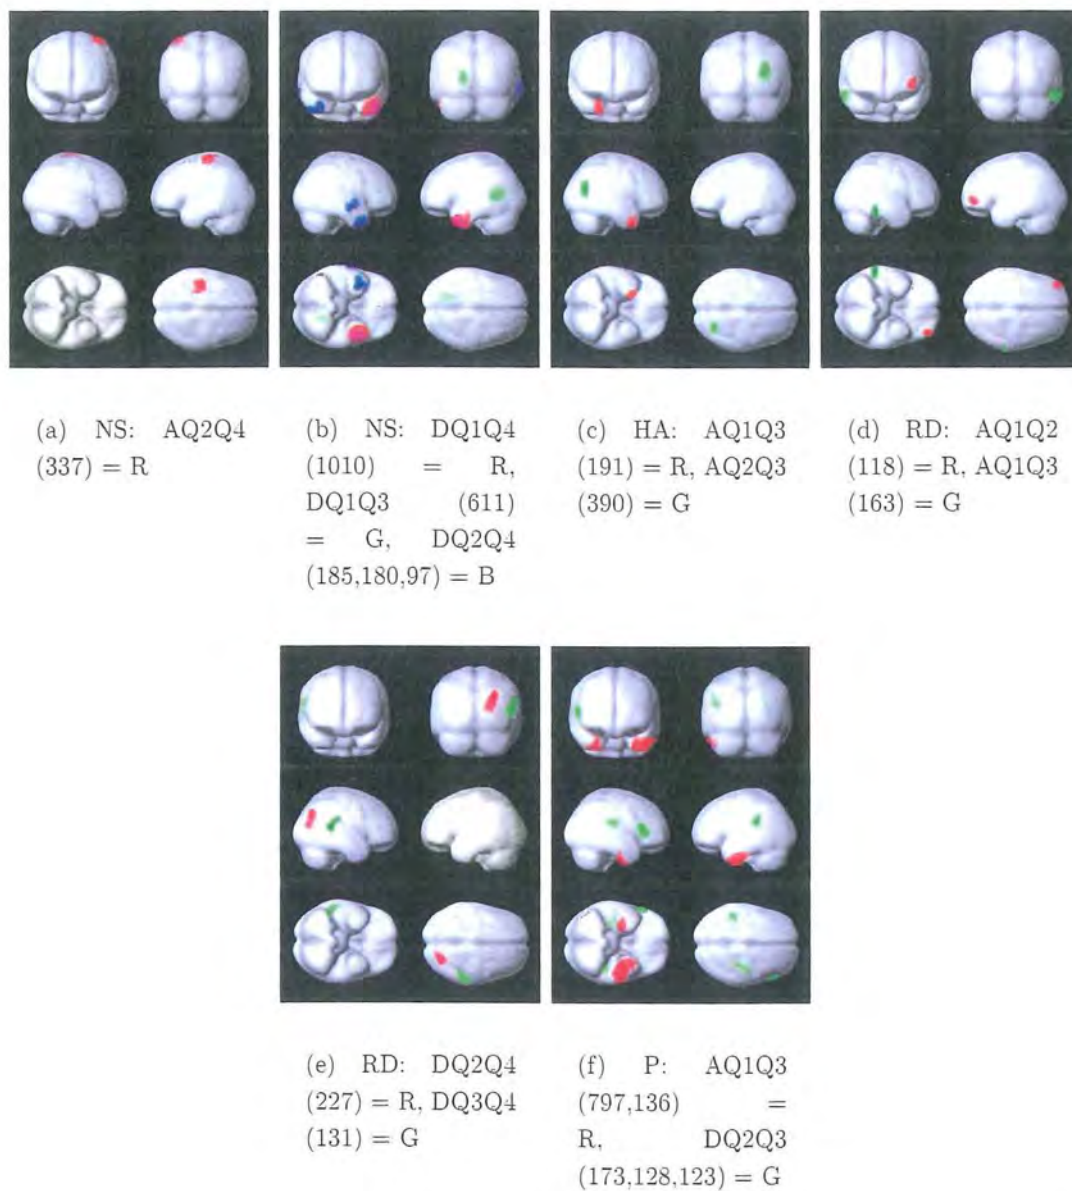 (a) NS: AQ2Q4
(337) = R
(b) NS: DQ1Q4
(1010) = R,
DQ1Q3 (611)
= G, DQ2Q4
(185,180,97) = B
(c) HA: AQ1Q3
(191) = R, AQ2Q3
(390) = G
(d) RD: AQ1Q2
(118) = R, AQ1Q3
(163) = G
(e) RD: DQ2Q4
(227) = R, DQ3Q4
(131) = G
(f) P: AQ1Q3
(797,136) =
R, DQ2Q3
(173,128,123) = G